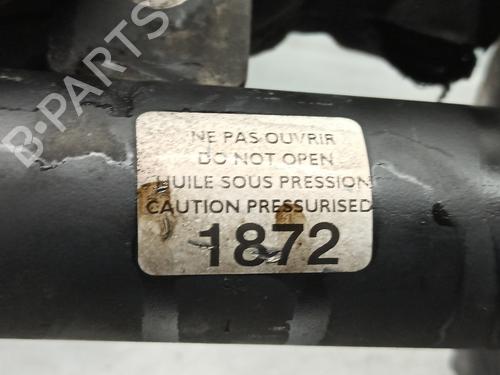 B-PARTS
NE PAS OUVRIR
DO NOT OPEN
HUILE SOUS PRESSION
CAUTION PRESSURISED
1872